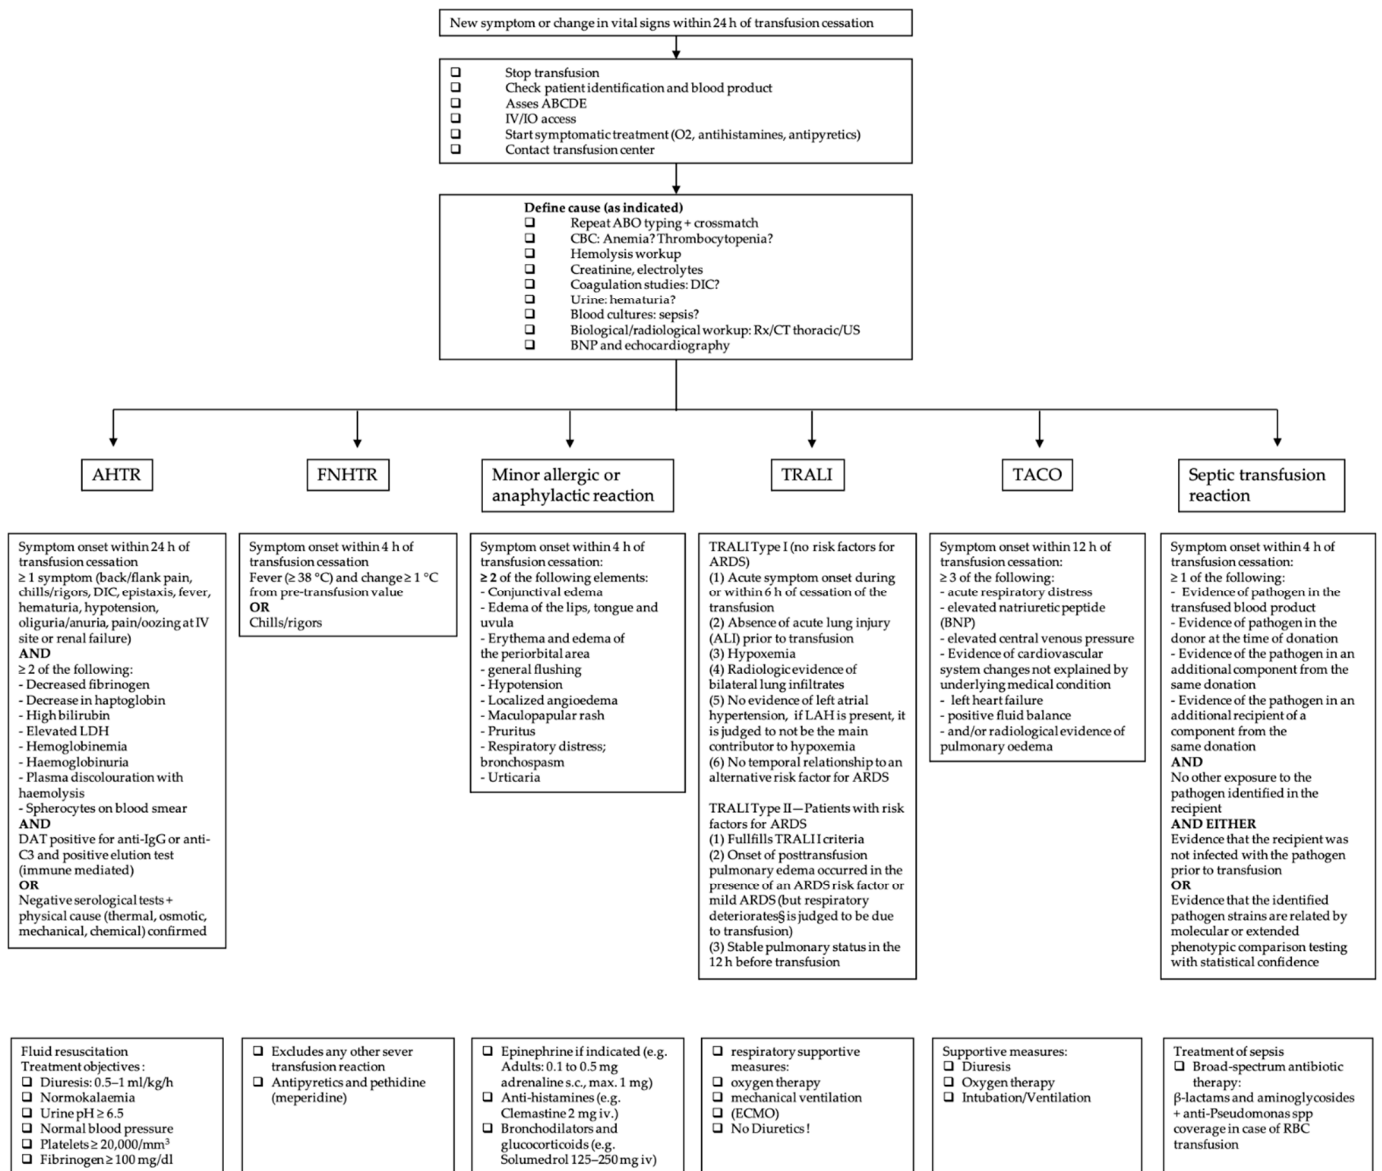 New symptom or change in vital signs within 24 h of transfusion cessation
❑ Stop transfusion
❑ Check patient identification and blood product
❑ Asses ABCDE
❑ IV/IO access
❑ Start symptomatic treatment (O2, antihistamines, antipyretics)
❑ Contact transfusion center
Define cause (as indicated)
❑ Repeat ABO typing + crossmatch
❑ CBC: Anemia? Thrombocytopenia?
❑ Hemolysis workup
❑ Creatinine, electrolytes
❑ Coagulation studies: DIC?
❑ Urine: hematuria?
❑ Blood cultures: sepsis?
❑ Biological/radiological workup: Rx/CT thoracic/US
❑ BNP and echocardiography
AHTR
Symptom onset within 24 h of
transfusion cessation
≥ 1 symptom (back/flank pain,
chills/rigors, DIC, epistaxis, fever,
hematuria, hypotension,
oliguria/anuria, pain/oozing at IV
site or renal failure)
AND
≥ 2 of the following:
- Decreased fibrinogen
- Decrease in haptoglobin
- High bilirubin
- Elevated LDH
- Hemoglobinemia
- Haemoglobinuria
- Plasma discolouration with
haemolysis
- Spherocytes on blood smear
AND
DAT positive for anti-IgG or anti-
C3 and positive elution test
(immune mediated)
OR
Negative serological tests +
physical cause (thermal, osmotic,
mechanical, chemical) confirmed
Fluid resuscitation
Treatment objectives :
❑ Diuresis: 0.5–1 ml/kg/h
❑ Normokalaemia
❑ Urine pH ≥ 6.5
❑ Normal blood pressure
❑ Platelets ≥ 20,000/mm³
❑ Fibrinogen ≥ 100 mg/dl
FNHTR
Symptom onset within 4 h of
transfusion cessation
Fever (≥ 38 °C) and change ≥ 1 °C
from pre-transfusion value
OR
Chills/rigors
❑ Excludes any other sever
transfusion reaction
❑ Antipyretics and pethidine
(meperidine)
Minor allergic or
anaphylactic reaction
Symptom onset within 4 h of
transfusion cessation:
≥ 2 of the following elements:
- Conjunctival edema
- Edema of the lips, tongue and
uvula
- Erythema and edema of
the periorbital area
- general flushing
- Hypotension
- Localized angioedema
- Maculopapular rash
- Pruritus
- Respiratory distress;
bronchospasm
- Urticaria
❑ Epinephrine if indicated (e.g.
Adults: 0.1 to 0.5 mg
adrenaline s.c., max. 1 mg)
❑ Anti-histamines (e.g.
Clemastine 2 mg iv.)
❑ Bronchodilators and
glucocorticoids (e.g.
Solumedrol 125–250 mg iv)
TRALI
TRALI Type I (no risk factors for
ARDS)
(1) Acute symptom onset during
or within 6 h of cessation of the
transfusion
(2) Absence of acute lung injury
(ALI) prior to transfusion
(3) Hypoxemia
(4) Radiologic evidence of
bilateral lung infiltrates
(5) No evidence of left atrial
hypertension, if LAH is present, it
is judged to not be the main
contributor to hypoxemia
(6) No temporal relationship to an
alternative risk factor for ARDS
TRALI Type II—Patients with risk
factors for ARDS
(1) Fullfills TRALI I criteria
(2) Onset of posttransfusion
pulmonary edema occurred in the
presence of an ARDS risk factor or
mild ARDS (but respiratory
deteriorates§ is judged to be due
to transfusion)
(3) Stable pulmonary status in the
12 h before transfusion
❑ respiratory supportive
measures:
❑ oxygen therapy
❑ mechanical ventilation
❑ (ECMO)
❑ No Diuretics !
TACO
Symptom onset within 12 h of
transfusion cessation:
≥ 3 of the following:
- acute respiratory distress
- elevated natriuretic peptide
(BNP)
- elevated central venous pressure
- Evidence of cardiovascular
system changes not explained by
underlying medical condition
- left heart failure
- positive fluid balance
- and/or radiological evidence of
pulmonary oedema
Supportive measures:
❑ Diuresis
❑ Oxygen therapy
❑ Intubation/Ventilation
Septic transfusion
reaction
Symptom onset within 4 h of
transfusion cessation:
≥ 1 of the following:
- Evidence of pathogen in the
transfused blood product
- Evidence of pathogen in the
donor at the time of donation
- Evidence of the pathogen in an
additional component from the
same donation
- Evidence of the pathogen in an
additional recipient of a
component from the
same donation
AND
No other exposure to the
pathogen identified in the
recipient
AND EITHER
Evidence that the recipient was
not infected with the pathogen
prior to transfusion
OR
Evidence that the identified
pathogen strains are related by
molecular or extended
phenotypic comparison testing
with statistical confidence
Treatment of sepsis
❑ Broad-spectrum antibiotic
therapy:
β-lactams and aminoglycosides
+ anti-Pseudomonas spp
coverage in case of RBC
transfusion